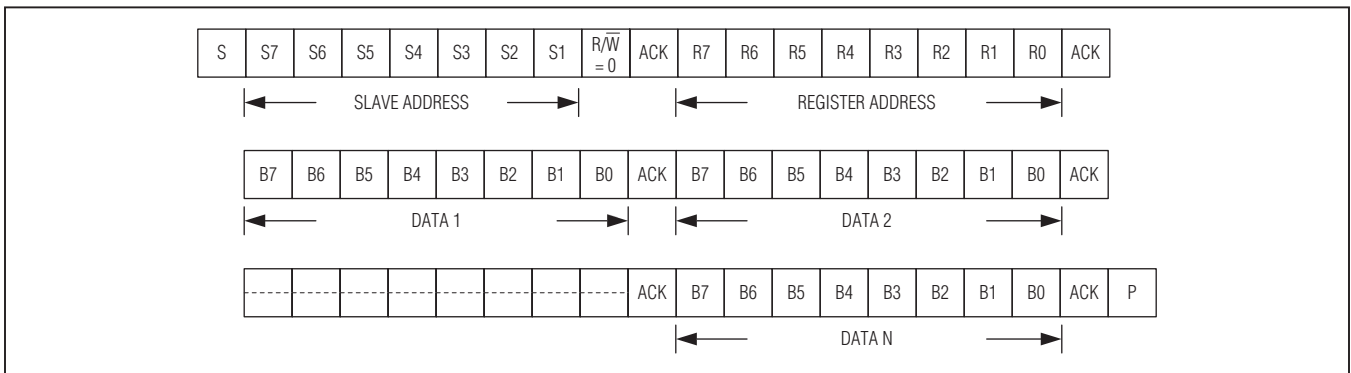 S S7 S6 S5 S4 S3 S2 S1 R/W̅ = 0 ACK R7 R6 R5 R4 R3 R2 R1 R0 ACK
SLAVE ADDRESS REGISTER ADDRESS
B7 B6 B5 B4 B3 B2 B1 B0 ACK B7 B6 B5 B4 B3 B2 B1 B0 ACK
DATA 1 DATA 2
ACK B7 B6 B5 B4 B3 B2 B1 B0 ACK P
DATA N